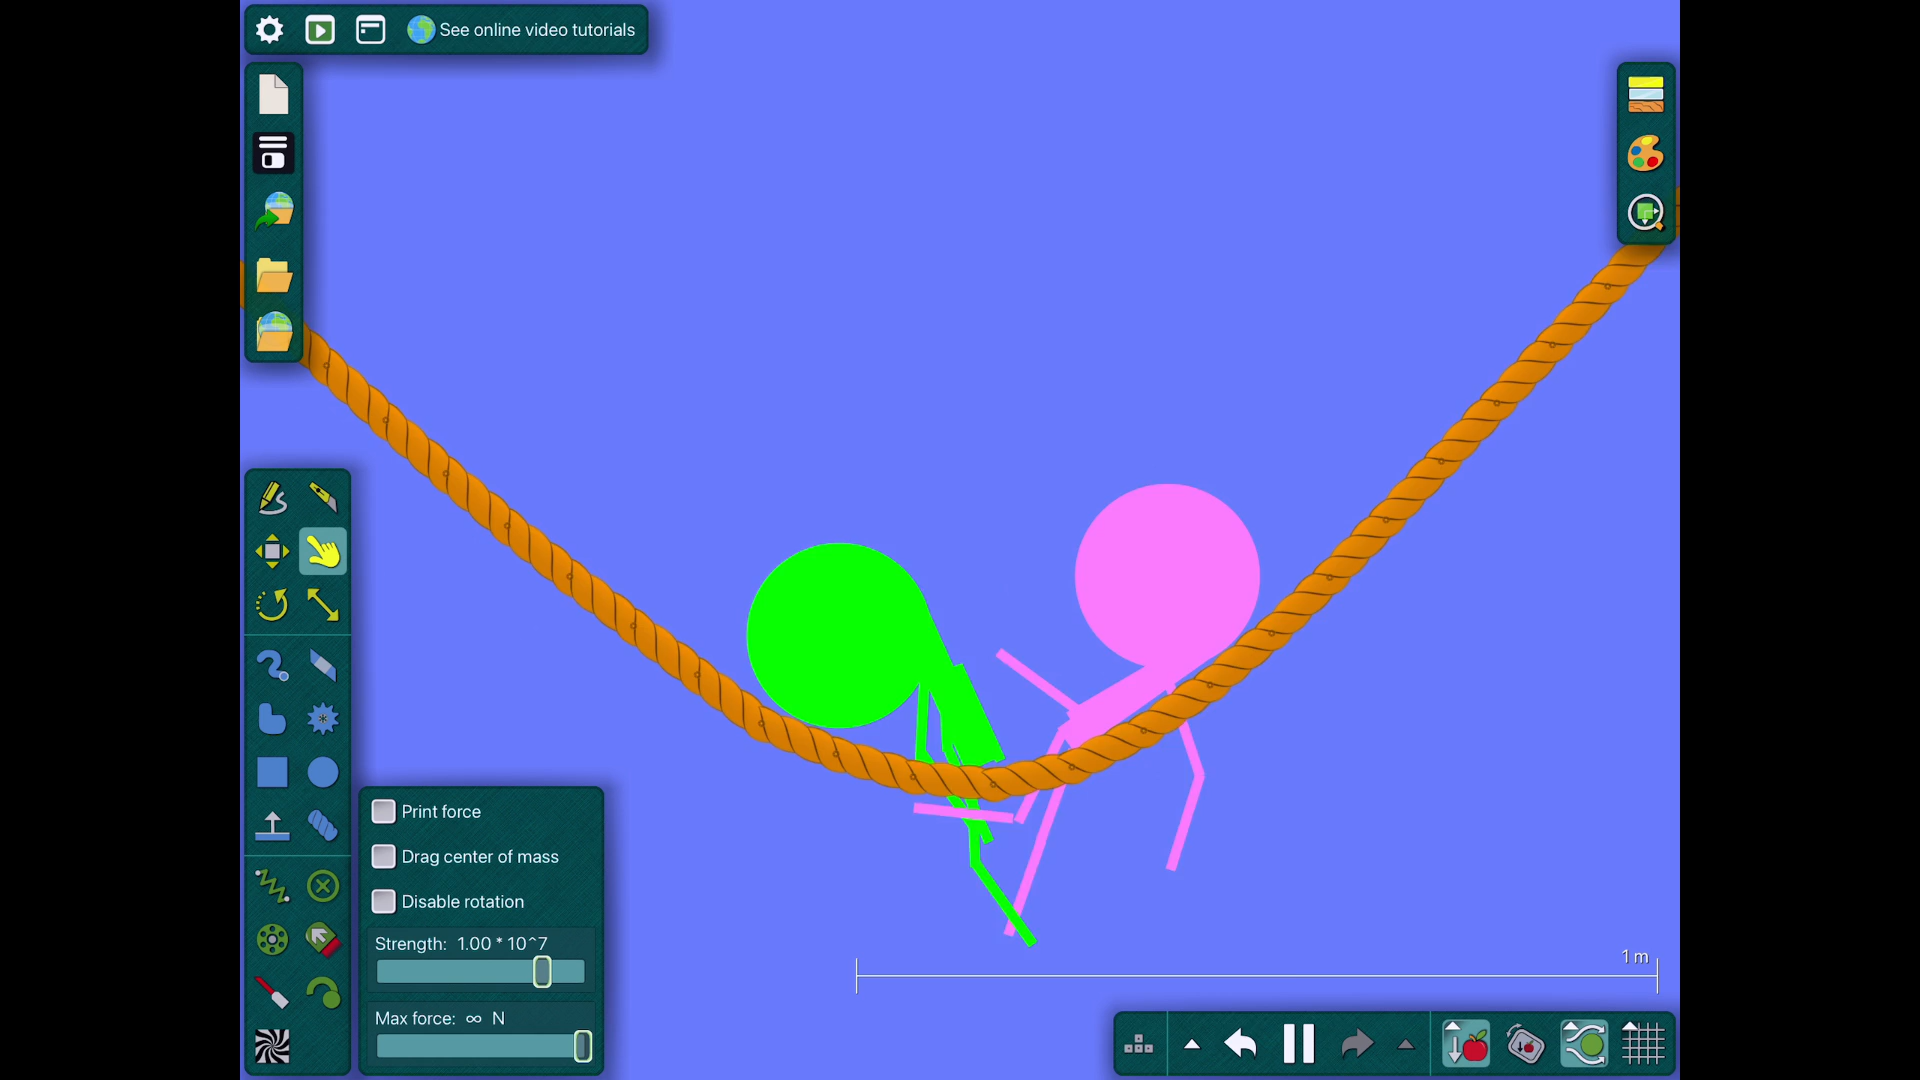 See online video tutorials
Print force
Drag center of mass
Disable rotation
Strength: 1.00 * 10^7
Max force: ∞ N
1 m